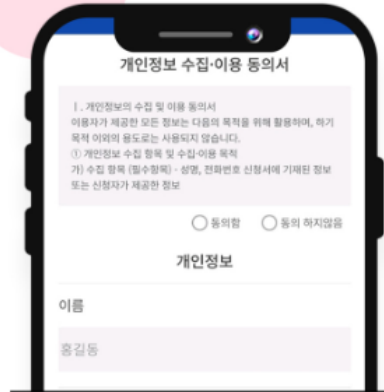 개인정보 수집·이용 동의서
Ⅰ. 개인정보의 수집 및 이용 동의서
이용자가 제공한 모든 정보는 다음의 목적을 위해 활용하며, 하기
목적 이외의 용도로는 사용되지 않습니다.
① 개인정보 수집 항목 및 수집·이용 목적
가) 수집 항목 (필수항목) - 성명, 전화번호 신청서에 기재된 정보
또는 신청자가 제공한 정보
동의함 동의 하지않음
개인정보
이름
홍길동